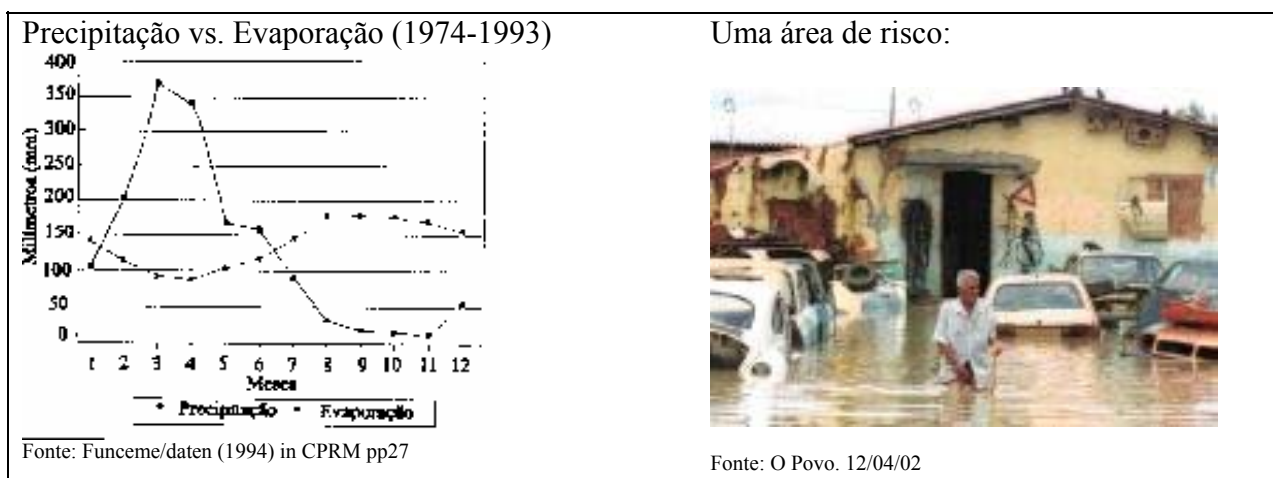 Precipitação vs. Evaporação (1974-1993)
400
350
300
250
200
150
100
50
0
Milímetros (mm)
1 2 3 4 5 6 7 8 9 10 11 12
Meses
Precipitação Evaporação
Fonte: Funceme/daten (1994) in CPRM pp27
Uma área de risco:
Fonte: O Povo. 12/04/02